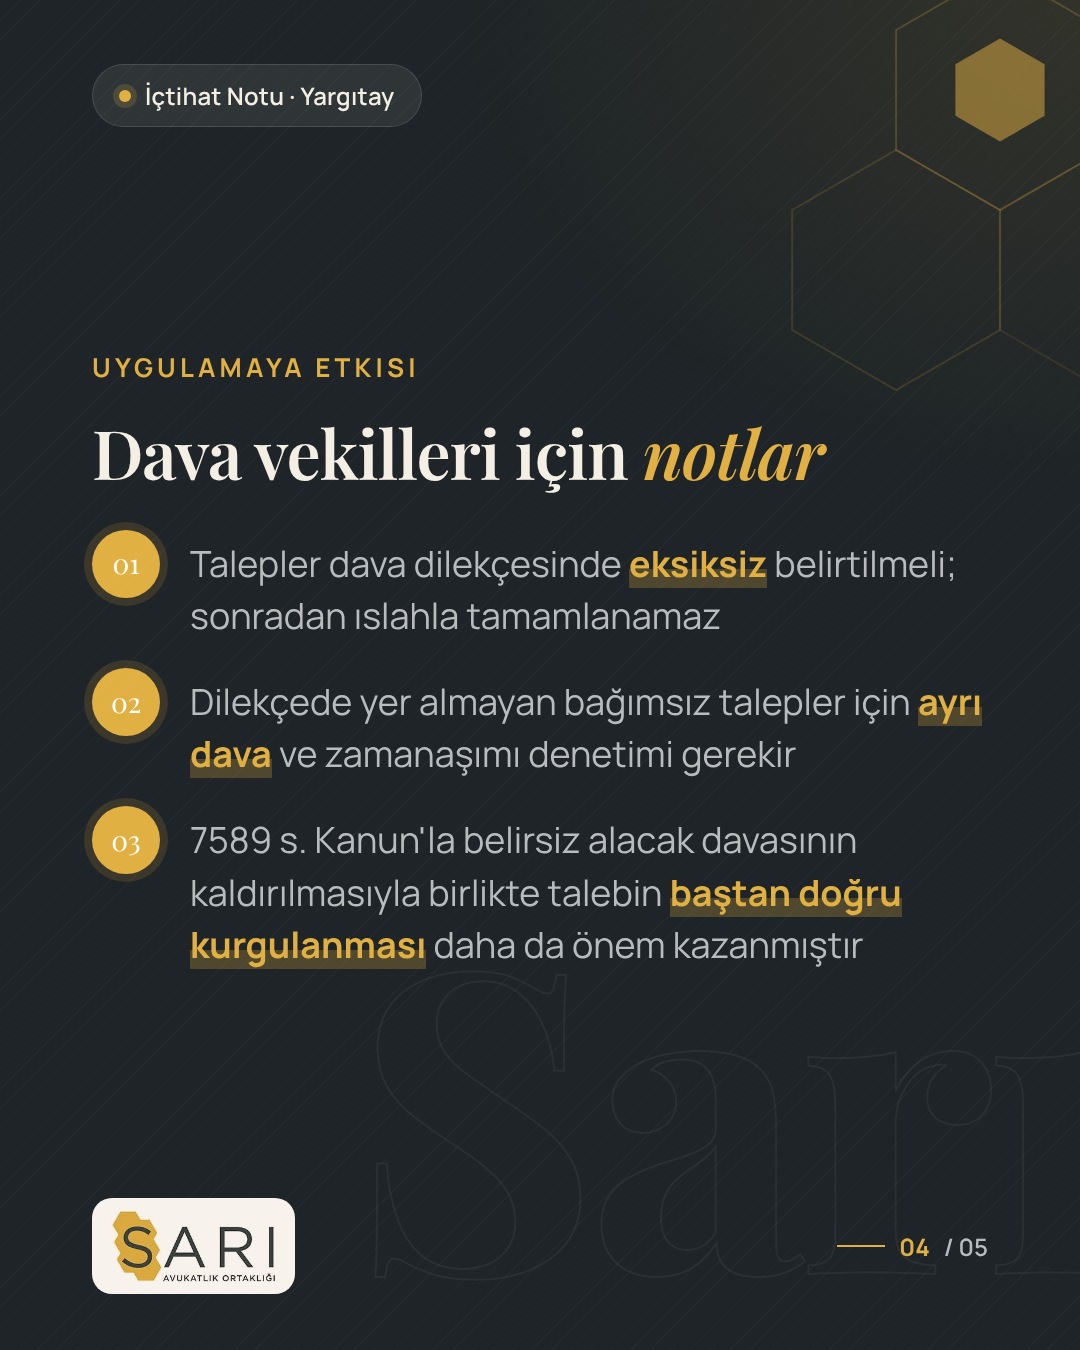 İçtihat Notu · Yargıtay
UYGULAMAYA ETKISI
Dava vekilleri için notlar
01
Talepler dava dilekçesinde eksiksiz belirtilmeli;
sonradan ıslahla tamamlanamaz
02
Dilekçede yer almayan bağımsız talepler için ayrı
dava ve zamanaşımı denetimi gerekir
03
7589 s. Kanun'la belirsiz alacak davasının
kaldırılmasıyla birlikte talebin baştan doğru
kurgulanması daha da önem kazanmıştır
Sarı
SARI
AVUKATLIK ORTAKLIĞI
04 / 05